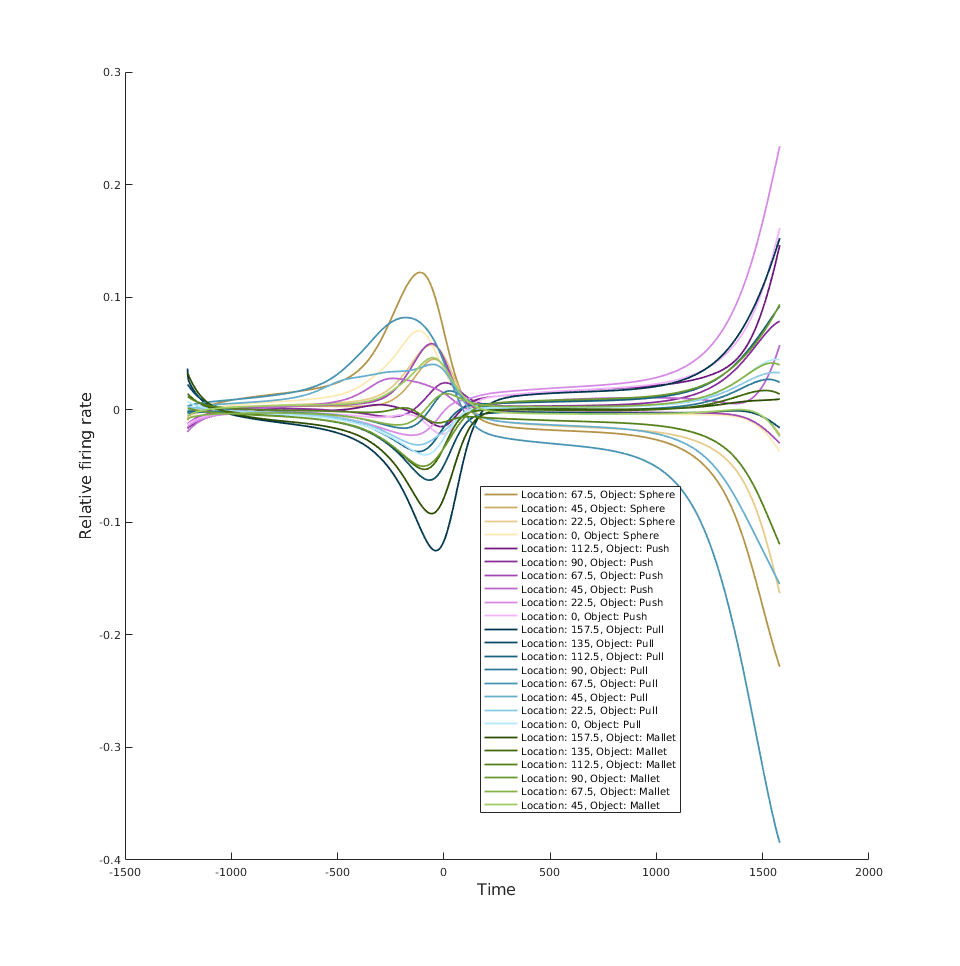 0.3
0.2
0.1
0
-0.1
-0.2
-0.3
-0.4
Relative firing rate
Location: 67.5, Object: Sphere
Location: 45, Object: Sphere
Location: 22.5, Object: Sphere
Location: 0, Object: Sphere
Location: 112.5, Object: Push
Location: 90, Object: Push
Location: 67.5, Object: Push
Location: 45, Object: Push
Location: 22.5, Object: Push
Location: 0, Object: Push
Location: 157.5, Object: Pull
Location: 135, Object: Pull
Location: 112.5, Object: Pull
Location: 90, Object: Pull
Location: 67.5, Object: Pull
Location: 45, Object: Pull
Location: 22.5, Object: Pull
Location: 0, Object: Pull
Location: 157.5, Object: Mallet
Location: 135, Object: Mallet
Location: 112.5, Object: Mallet
Location: 90, Object: Mallet
Location: 67.5, Object: Mallet
Location: 45, Object: Mallet
-1500 -1000 -500 0 500 1000 1500 2000
Time